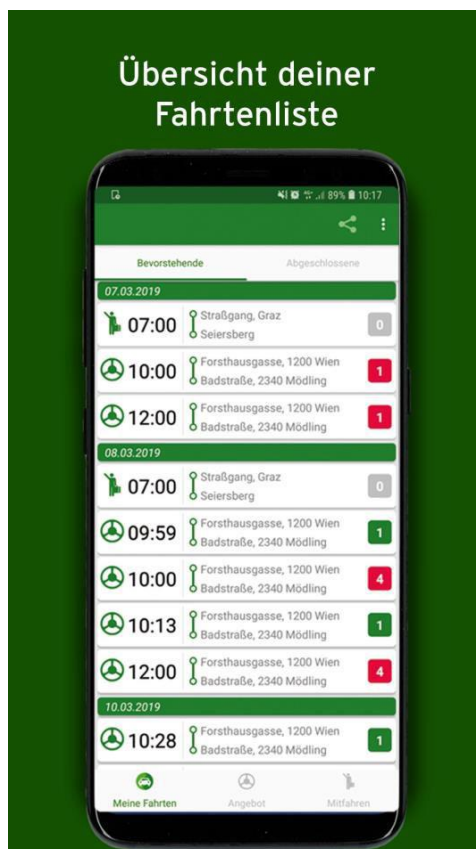 Übersicht deiner
Fahrtenliste
89% 10:17
Bevorstehende Abgeschlossene
07.03.2019
07:00 Straßgang, Graz 0
Seiersberg
10:00 Forsthausgasse, 1200 Wien 1
Badstraße, 2340 Mödling
12:00 Forsthausgasse, 1200 Wien 1
Badstraße, 2340 Mödling
08.03.2019
07:00 Straßgang, Graz 0
Seiersberg
09:59 Forsthausgasse, 1200 Wien 1
Badstraße, 2340 Mödling
10:00 Forsthausgasse, 1200 Wien 4
Badstraße, 2340 Mödling
10:13 Forsthausgasse, 1200 Wien 1
Badstraße, 2340 Mödling
12:00 Forsthausgasse, 1200 Wien 4
Badstraße, 2340 Mödling
10.03.2019
10:28 Forsthausgasse, 1200 Wien 1
Badstraße, 2340 Mödling
Meine Fahrten Angebot Mitfahren